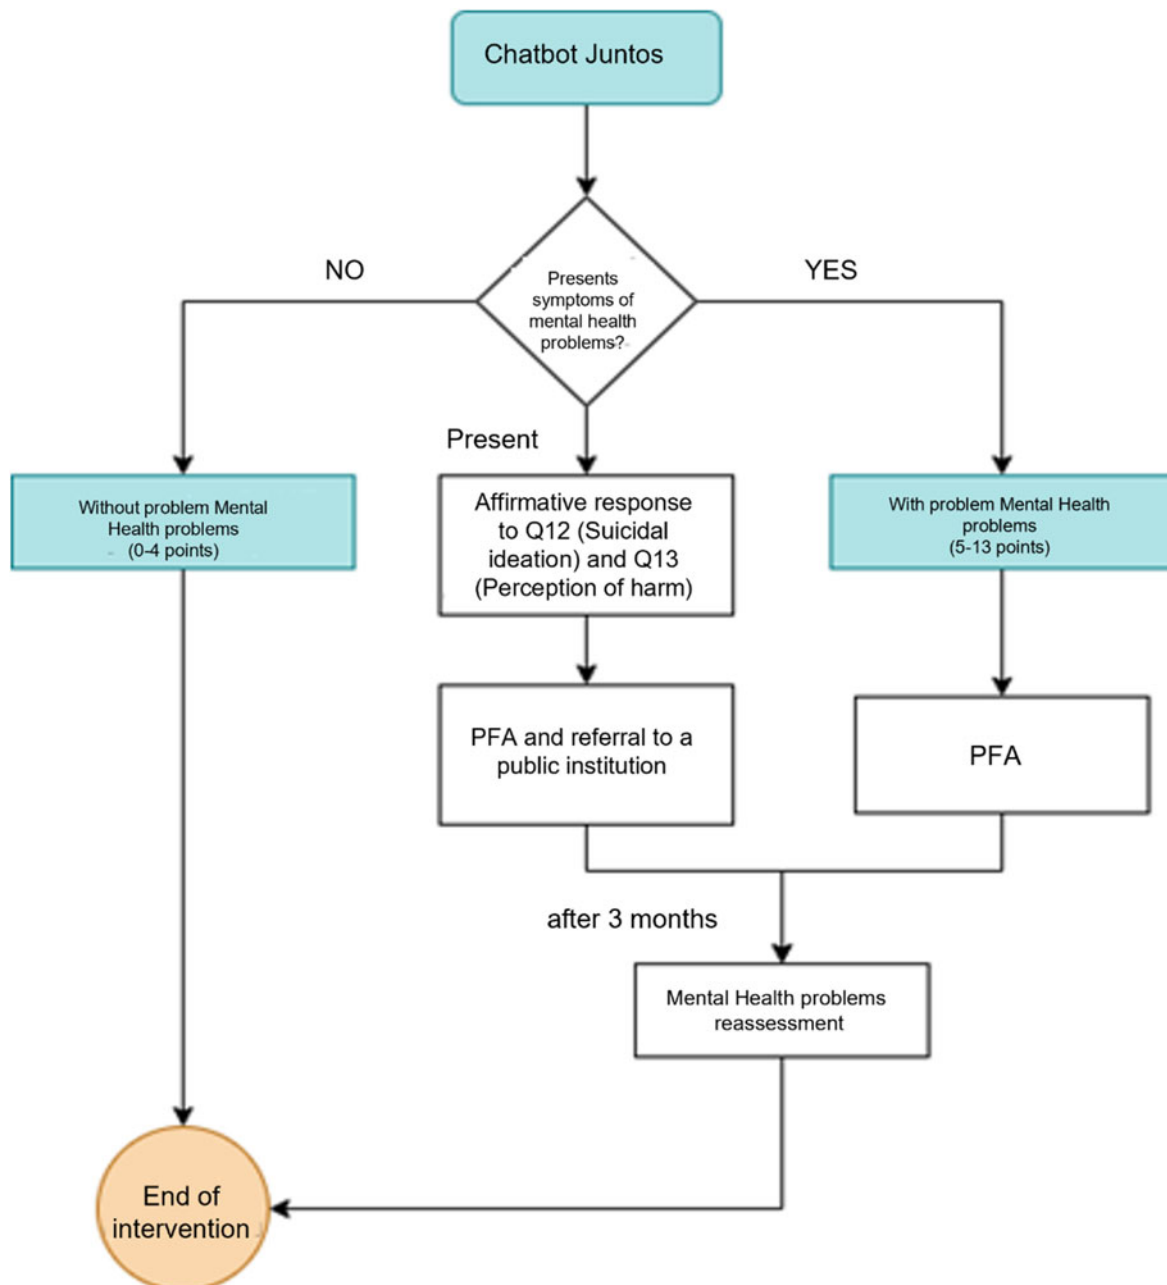 Chatbot Juntos
NO
YES
Presents
symptoms of
mental health
problems?
Present
Without problem Mental
Health problems
(0-4 points)
Affirmative response
to Q12 (Suicidal
ideation) and Q13
(Perception of harm)
With problem Mental Health
problems
(5-13 points)
PFA and referral to a
public institution
PFA
after 3 months
Mental Health problems
reassessment
End of
intervention